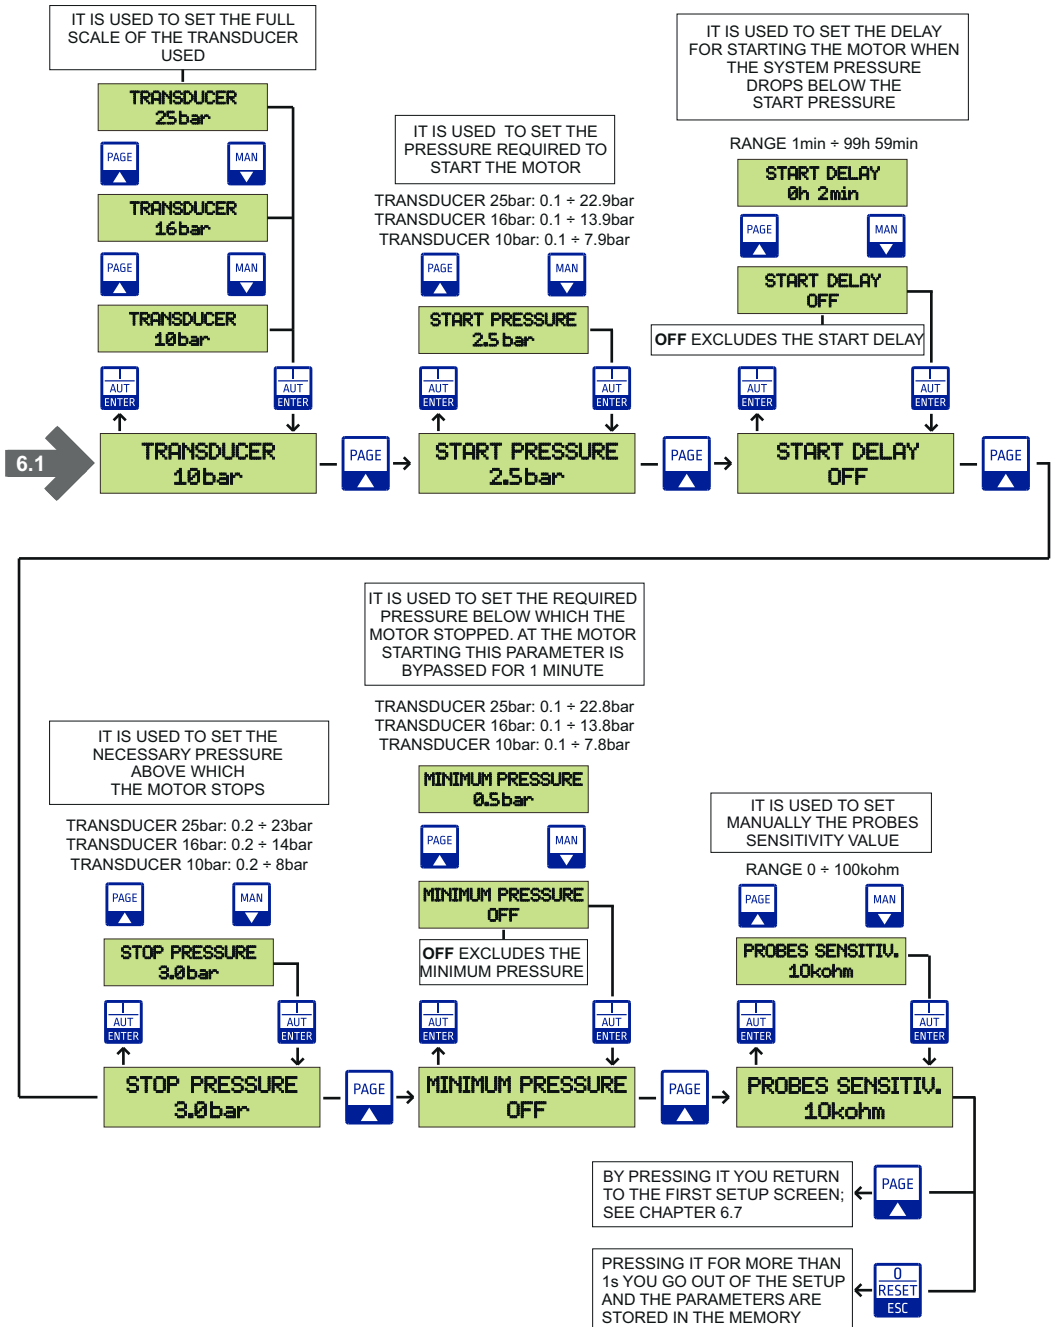 IT IS USED TO SET THE FULL
SCALE OF THE TRANSDUCER
USED
TRANSDUCER
25bar
PAGE
MAN
TRANSDUCER
16bar
PAGE
MAN
TRANSDUCER
10bar
AUT
ENTER
AUT
ENTER
6.1
TRANSDUCER
10bar
PAGE
IT IS USED TO SET THE
PRESSURE REQUIRED TO
START THE MOTOR
TRANSDUCER 25bar: 0.1 ÷ 22.9bar
TRANSDUCER 16bar: 0.1 ÷ 13.9bar
TRANSDUCER 10bar: 0.1 ÷ 7.9bar
PAGE
MAN
START PRESSURE
2.5bar
AUT
ENTER
AUT
ENTER
START PRESSURE
2.5bar
PAGE
IT IS USED TO SET THE DELAY
FOR STARTING THE MOTOR WHEN
THE SYSTEM PRESSURE
DROPS BELOW THE
START PRESSURE
RANGE 1min ÷ 99h 59min
START DELAY
0h 2min
PAGE
MAN
START DELAY
OFF
OFF EXCLUDES THE START DELAY
AUT
ENTER
AUT
ENTER
START DELAY
OFF
PAGE
IT IS USED TO SET THE
NECESSARY PRESSURE
ABOVE WHICH
THE MOTOR STOPS
TRANSDUCER 25bar: 0.2 ÷ 23bar
TRANSDUCER 16bar: 0.2 ÷ 14bar
TRANSDUCER 10bar: 0.2 ÷ 8bar
PAGE
MAN
STOP PRESSURE
3.0bar
AUT
ENTER
AUT
ENTER
STOP PRESSURE
3.0bar
PAGE
IT IS USED TO SET THE REQUIRED
PRESSURE BELOW WHICH THE
MOTOR STOPPED. AT THE MOTOR
STARTING THIS PARAMETER IS
BYPASSED FOR 1 MINUTE
TRANSDUCER 25bar: 0.1 ÷ 22.8bar
TRANSDUCER 16bar: 0.1 ÷ 13.8bar
TRANSDUCER 10bar: 0.1 ÷ 7.8bar
MINIMUM PRESSURE
0.5bar
PAGE
MAN
MINIMUM PRESSURE
OFF
OFF EXCLUDES THE
MINIMUM PRESSURE
AUT
ENTER
AUT
ENTER
MINIMUM PRESSURE
OFF
PAGE
IT IS USED TO SET
MANUALLY THE PROBES
SENSITIVITY VALUE
RANGE 0 ÷ 100kohm
PAGE
MAN
PROBES SENSITIV.
10kohm
AUT
ENTER
AUT
ENTER
PROBES SENSITIV.
10kohm
BY PRESSING IT YOU RETURN
TO THE FIRST SETUP SCREEN;
SEE CHAPTER 6.7
PAGE
PRESSING IT FOR MORE THAN
1s YOU GO OUT OF THE SETUP
AND THE PARAMETERS ARE
STORED IN THE MEMORY
0
RESET
ESC